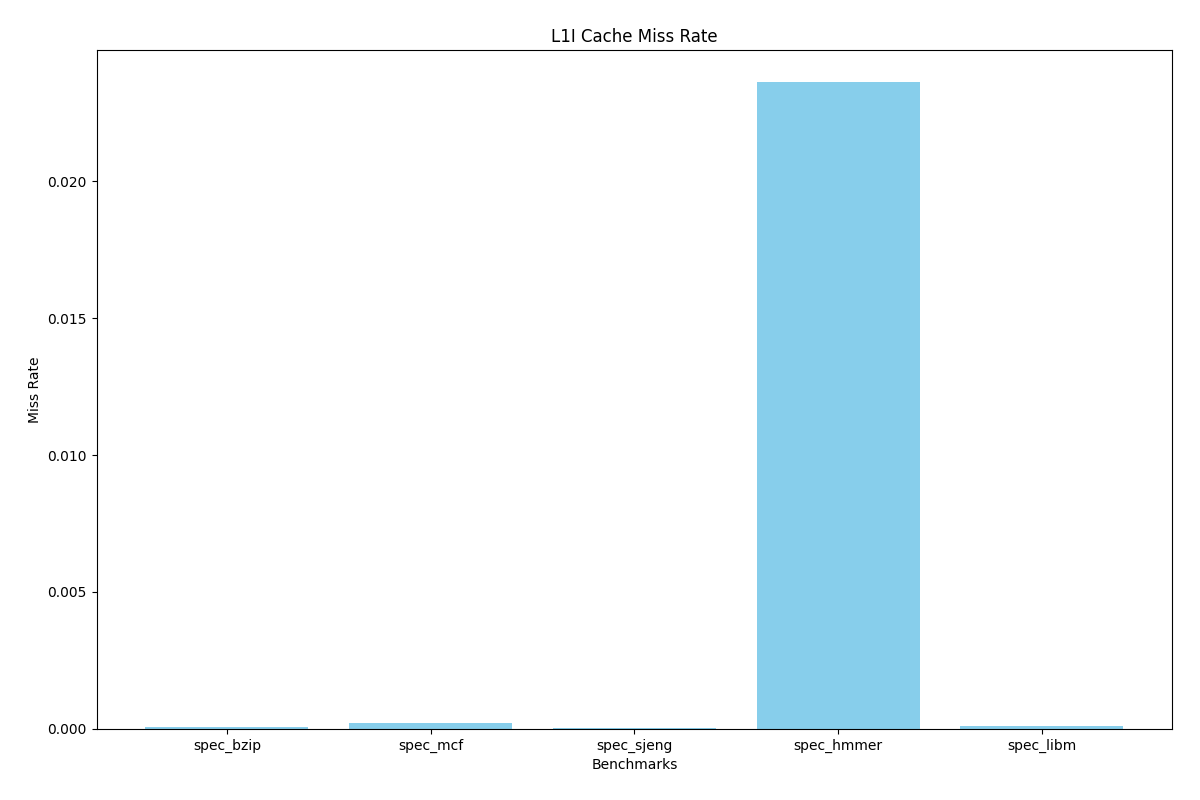 L1I Cache Miss Rate
Miss Rate
0.020
0.015
0.010
0.005
0.000
spec_bzip
spec_mcf
spec_sjeng
spec_hmmer
spec_libm
Benchmarks